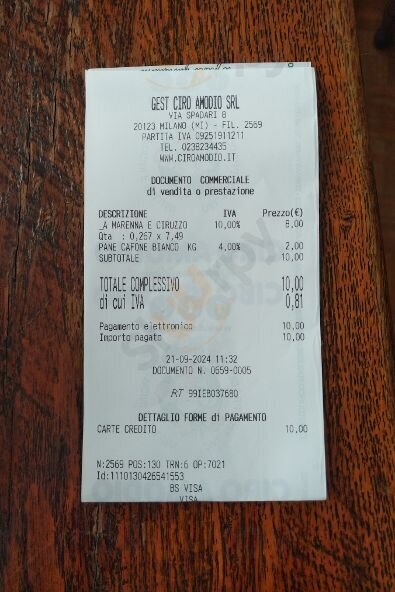 GEST CIRO AMODIO SRL
VIA SPADARI 8
20123 MILANO (MI) - FIL. 2569
PARTITA IVA 09251911211
TEL. 0238234435
WWW.CIROAMODIO.IT
DOCUMENTO COMMERCIALE
di vendita o prestazione
DESCRIZIONE IVA Prezzo(€)
LA MARENNA E CIRUZZO 10,00% 8,00
Qta : 0,267 x 7,49
PANE CAFONE BIANCO KG 4,00% 2,00
SUBTOTALE 10,00
TOTALE COMPLESSIVO 10,00
di cui IVA 0,81
Pagamento elettronico 10,00
Importo pagato 10,00
21-09-2024 11:32
DOCUMENTO N. 0659-0005
RT 99IEB037680
DETTAGLIO FORME di PAGAMENTO
CARTE CREDITO 10,00
N:2569 POS:130 TRN:6 OP:7021
Id:1110130426541553
BS VISA
VISA